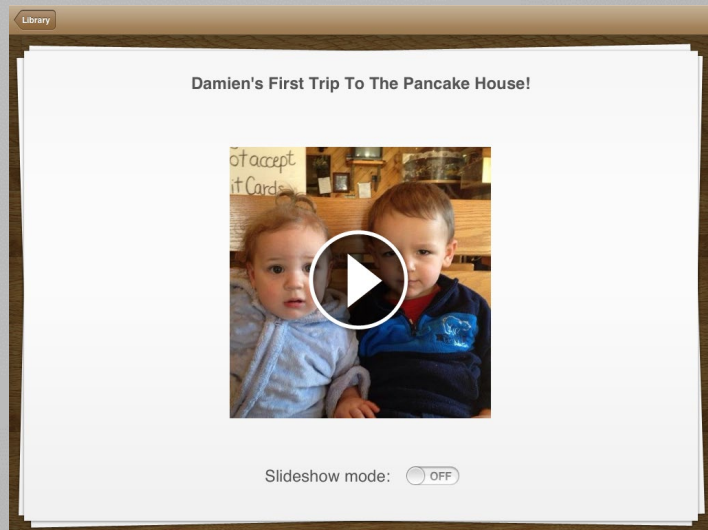 Library
Damien's First Trip To The Pancake House!
ot accept
it Cards
Slideshow mode: OFF